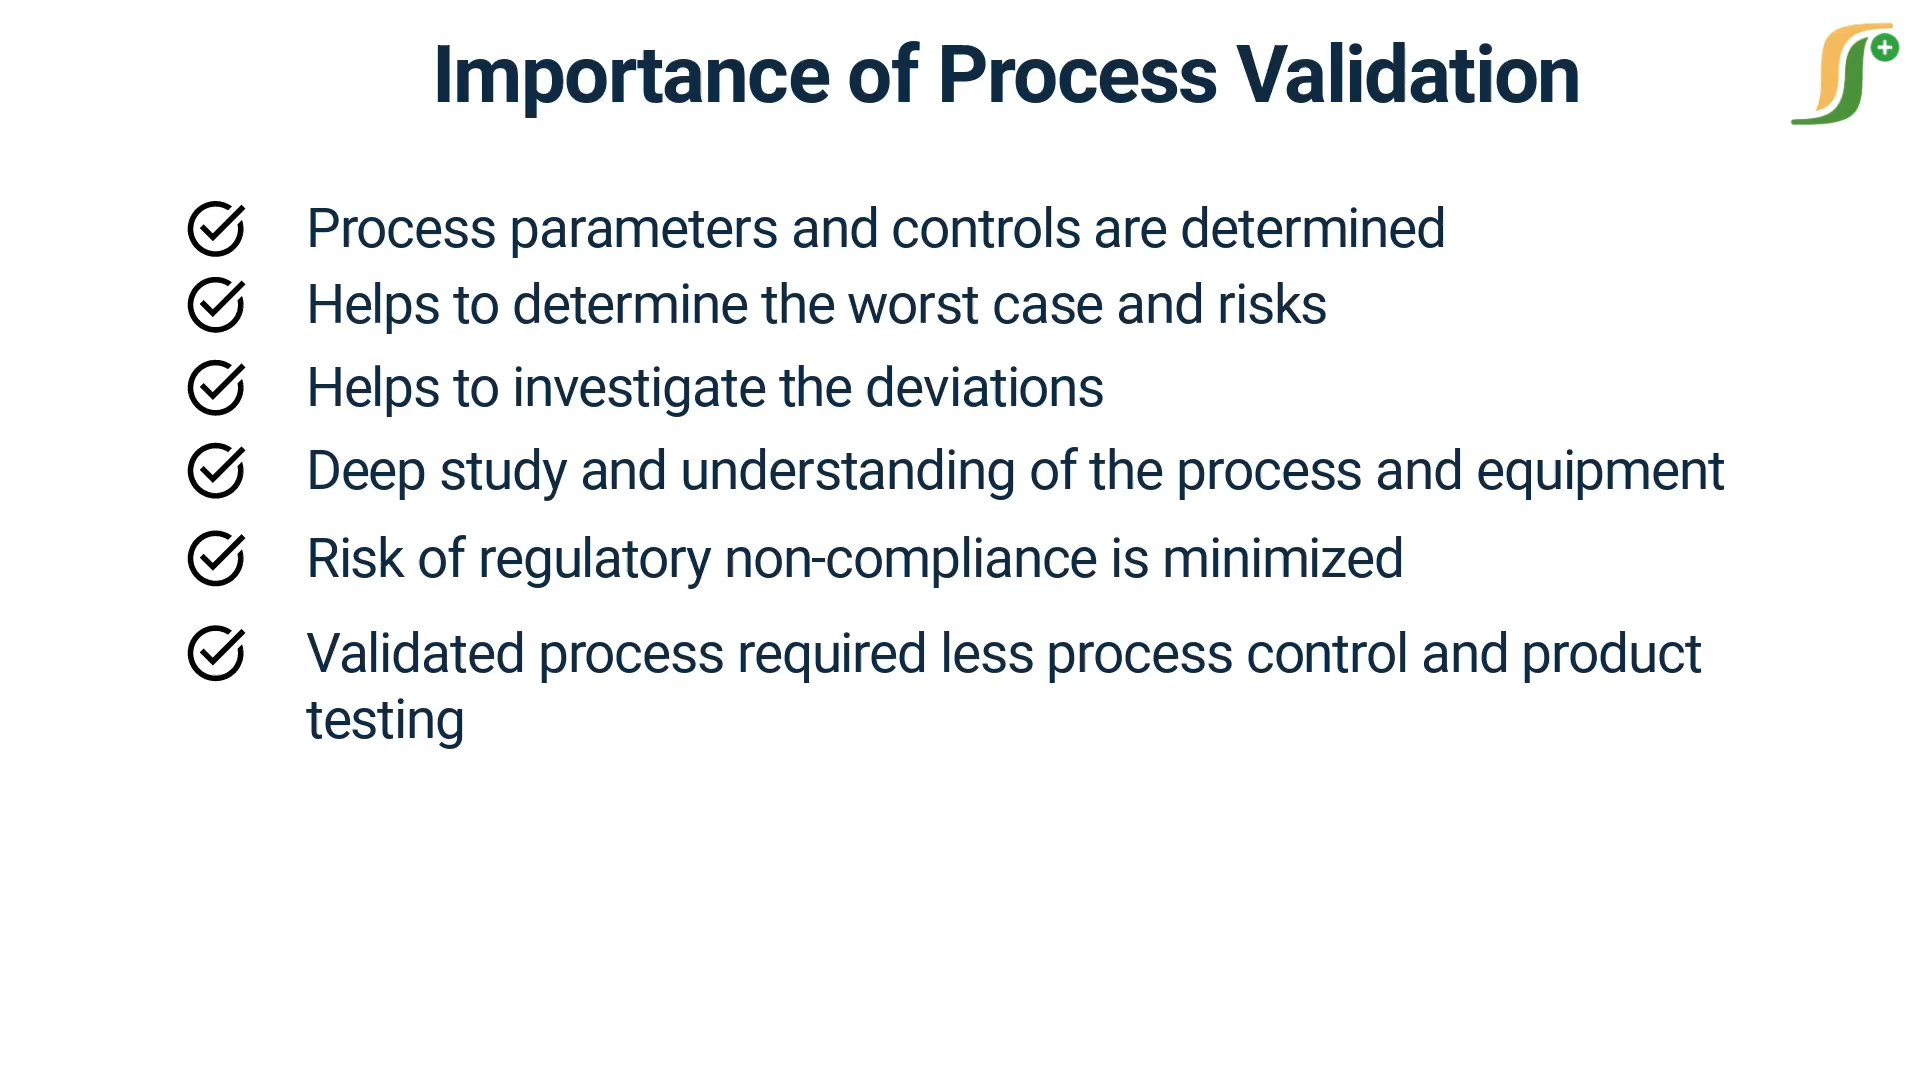 Importance of Process Validation
Process parameters and controls are determined
Helps to determine the worst case and risks
Helps to investigate the deviations
Deep study and understanding of the process and equipment
Risk of regulatory non-compliance is minimized
Validated process required less process control and product
testing